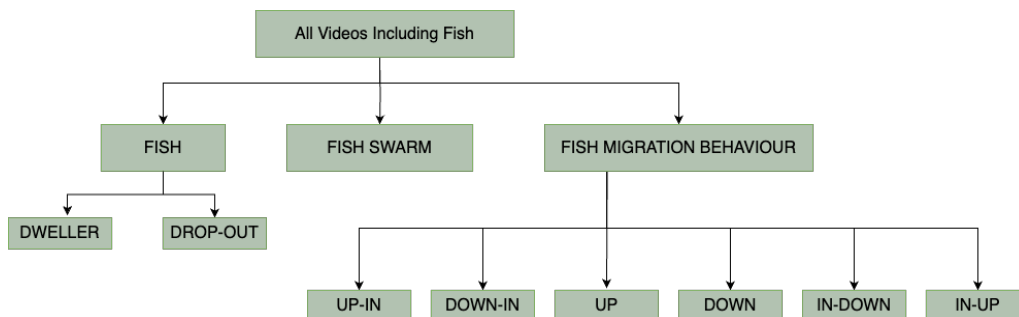 All Videos Including Fish
FISH
FISH SWARM
FISH MIGRATION BEHAVIOUR
DWELLER
DROP-OUT
UP-IN
DOWN-IN
UP
DOWN
IN-DOWN
IN-UP